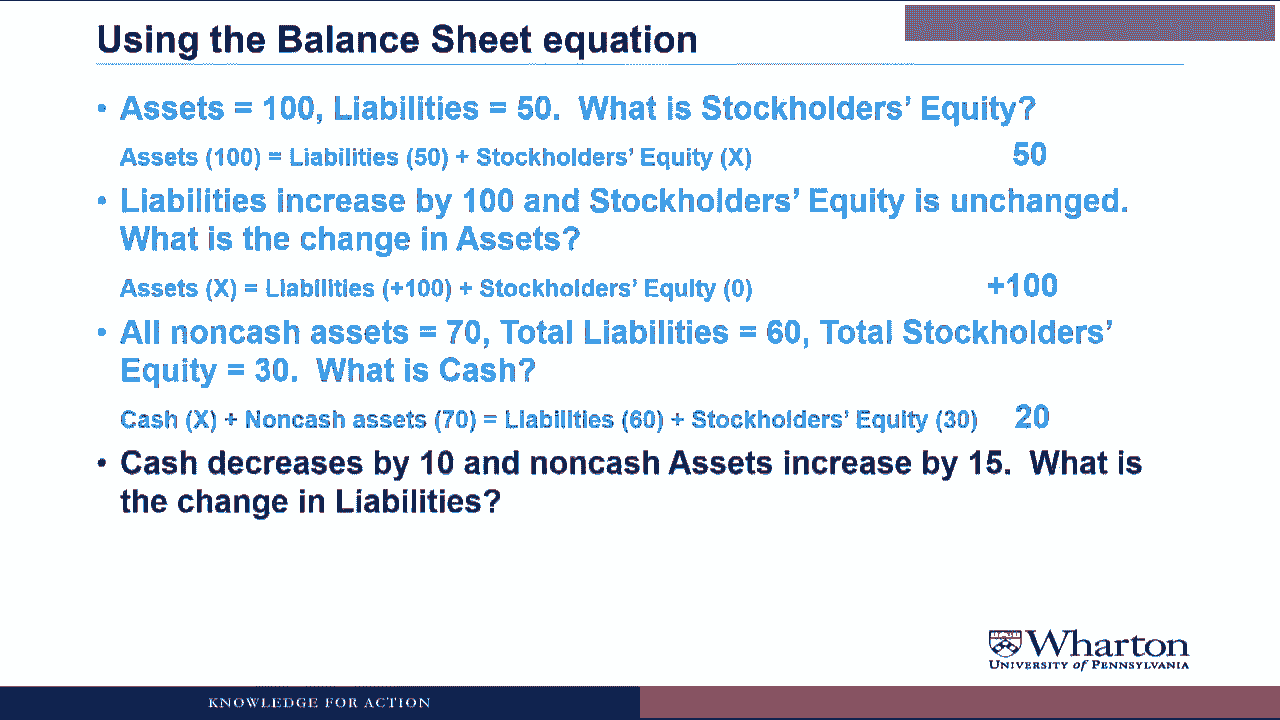 Using the Balance Sheet equation
• Assets = 100, Liabilities = 50.  What is Stockholders’ Equity?
Assets (100) = Liabilities (50) + Stockholders’ Equity (X) 50
• Liabilities increase by 100 and Stockholders’ Equity is unchanged.
What is the change in Assets?
Assets (X) = Liabilities (+100) + Stockholders’ Equity (0) +100
• All noncash assets = 70, Total Liabilities = 60, Total Stockholders’
Equity = 30.  What is Cash?
Cash (X) + Noncash assets (70) = Liabilities (60) + Stockholders’ Equity (30) 20
• Cash decreases by 10 and noncash Assets increase by 15.  What is
the change in Liabilities?
Wharton
UNIVERSITY of PENNSYLVANIA
KNOWLEDGE FOR ACTION